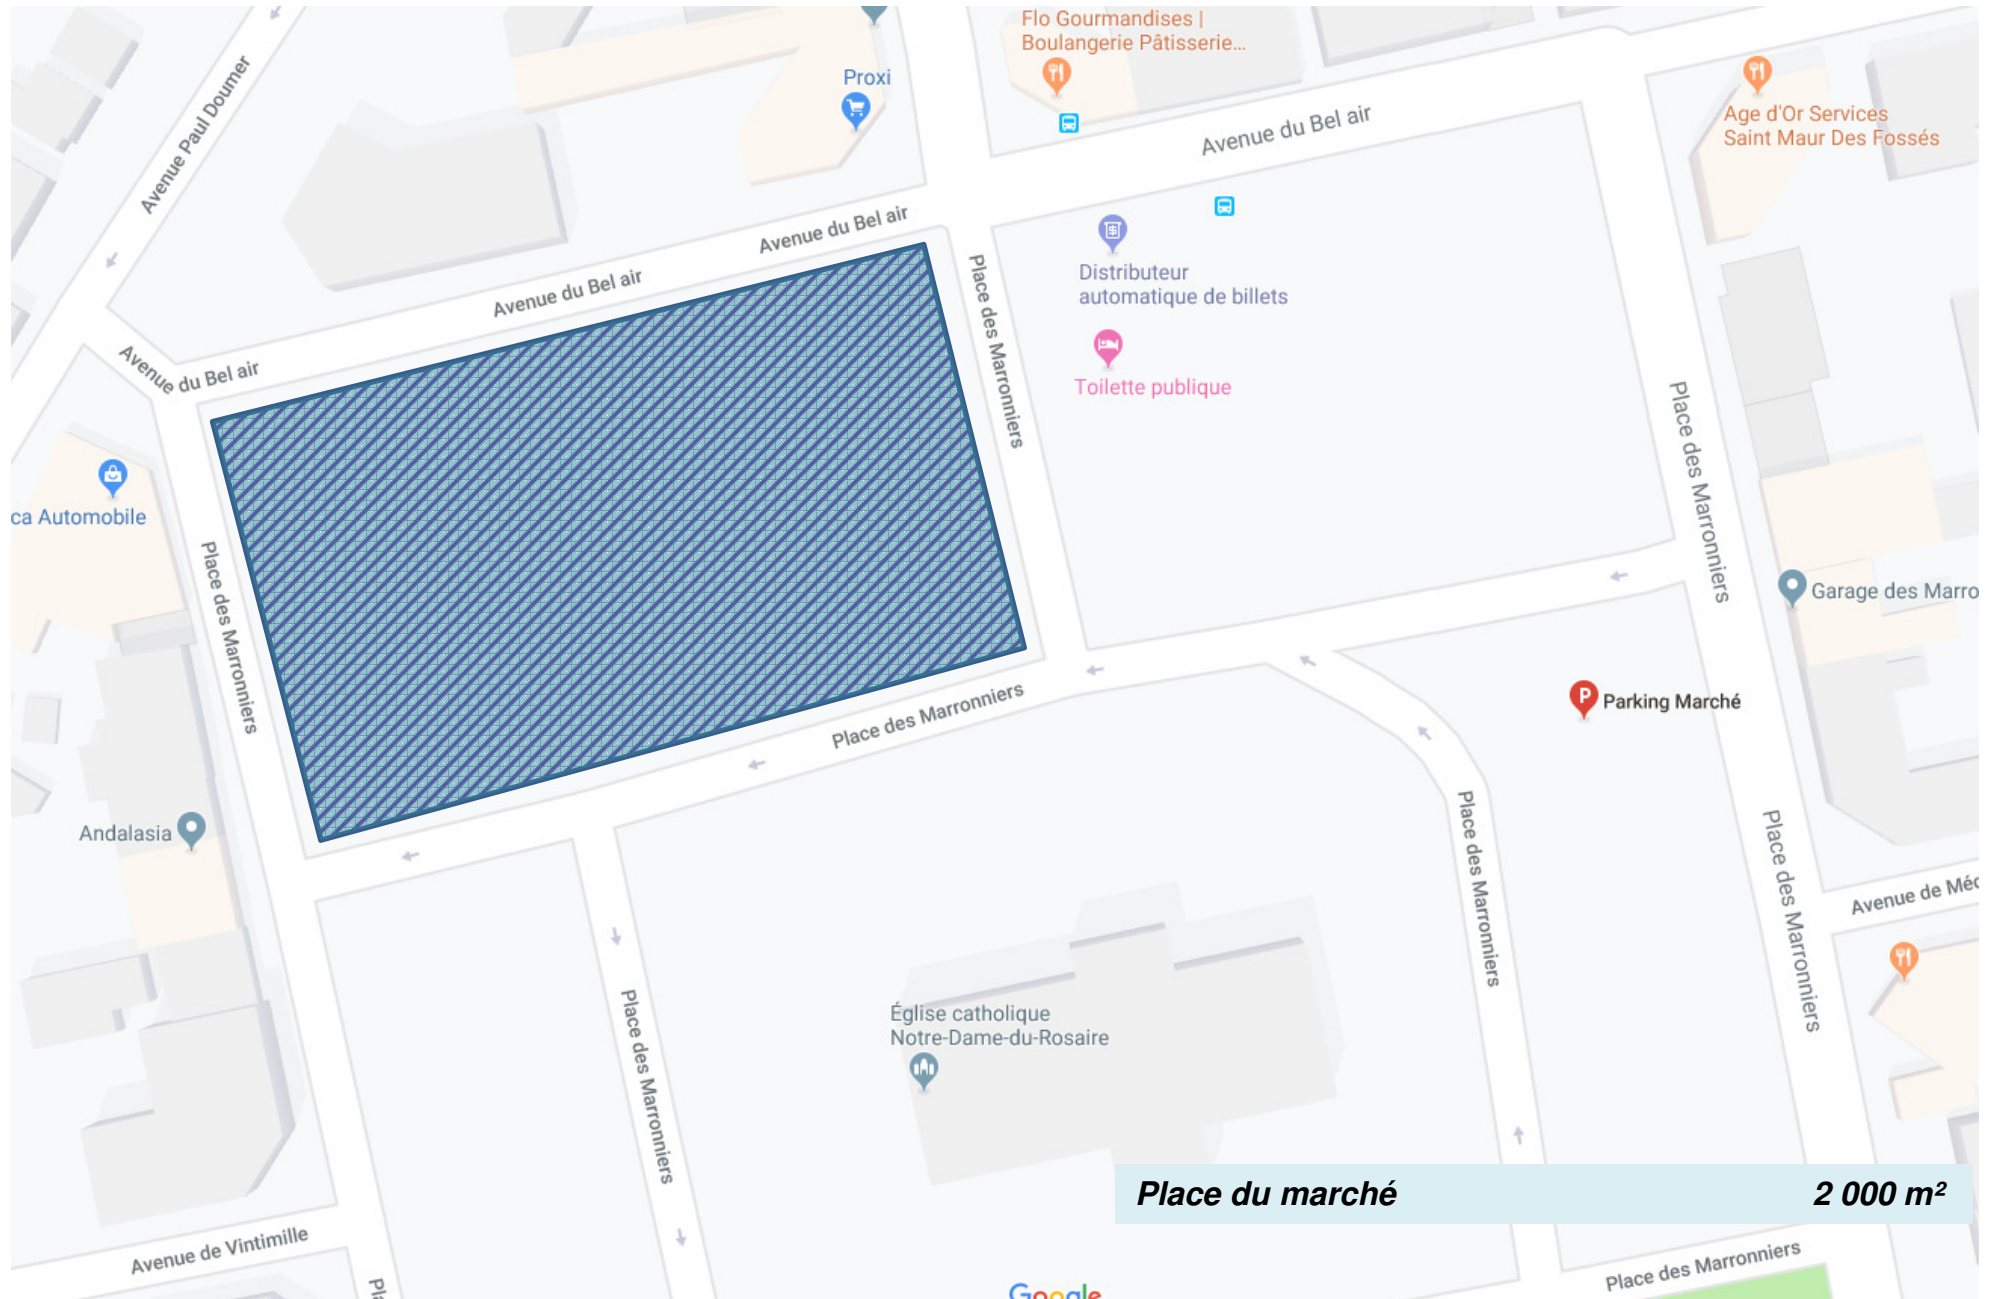 Flo Gourmandises |
Boulangerie Pâtisserie...
Avenue Paul Doumer
Proxi
Age d'Or Services
Saint Maur Des Fossés
Avenue du Bel air
Avenue du Bel air
Avenue du Bel air
Avenue du Bel air
Distributeur
automatique de billets
Toilette publique
Place des Marronniers
Place des Marronniers
ca Automobile
Place des Marronniers
Garage des Marro
Parking Marché
Place des Marronniers
Andalasia
Place des Marronniers
Place des Marronniers
Avenue de Méd
Église catholique
Notre-Dame-du-Rosaire
Place des Marronniers
Place du marché 2 000 m²
Avenue de Vintimille
Place des Marronniers
Pla
Google